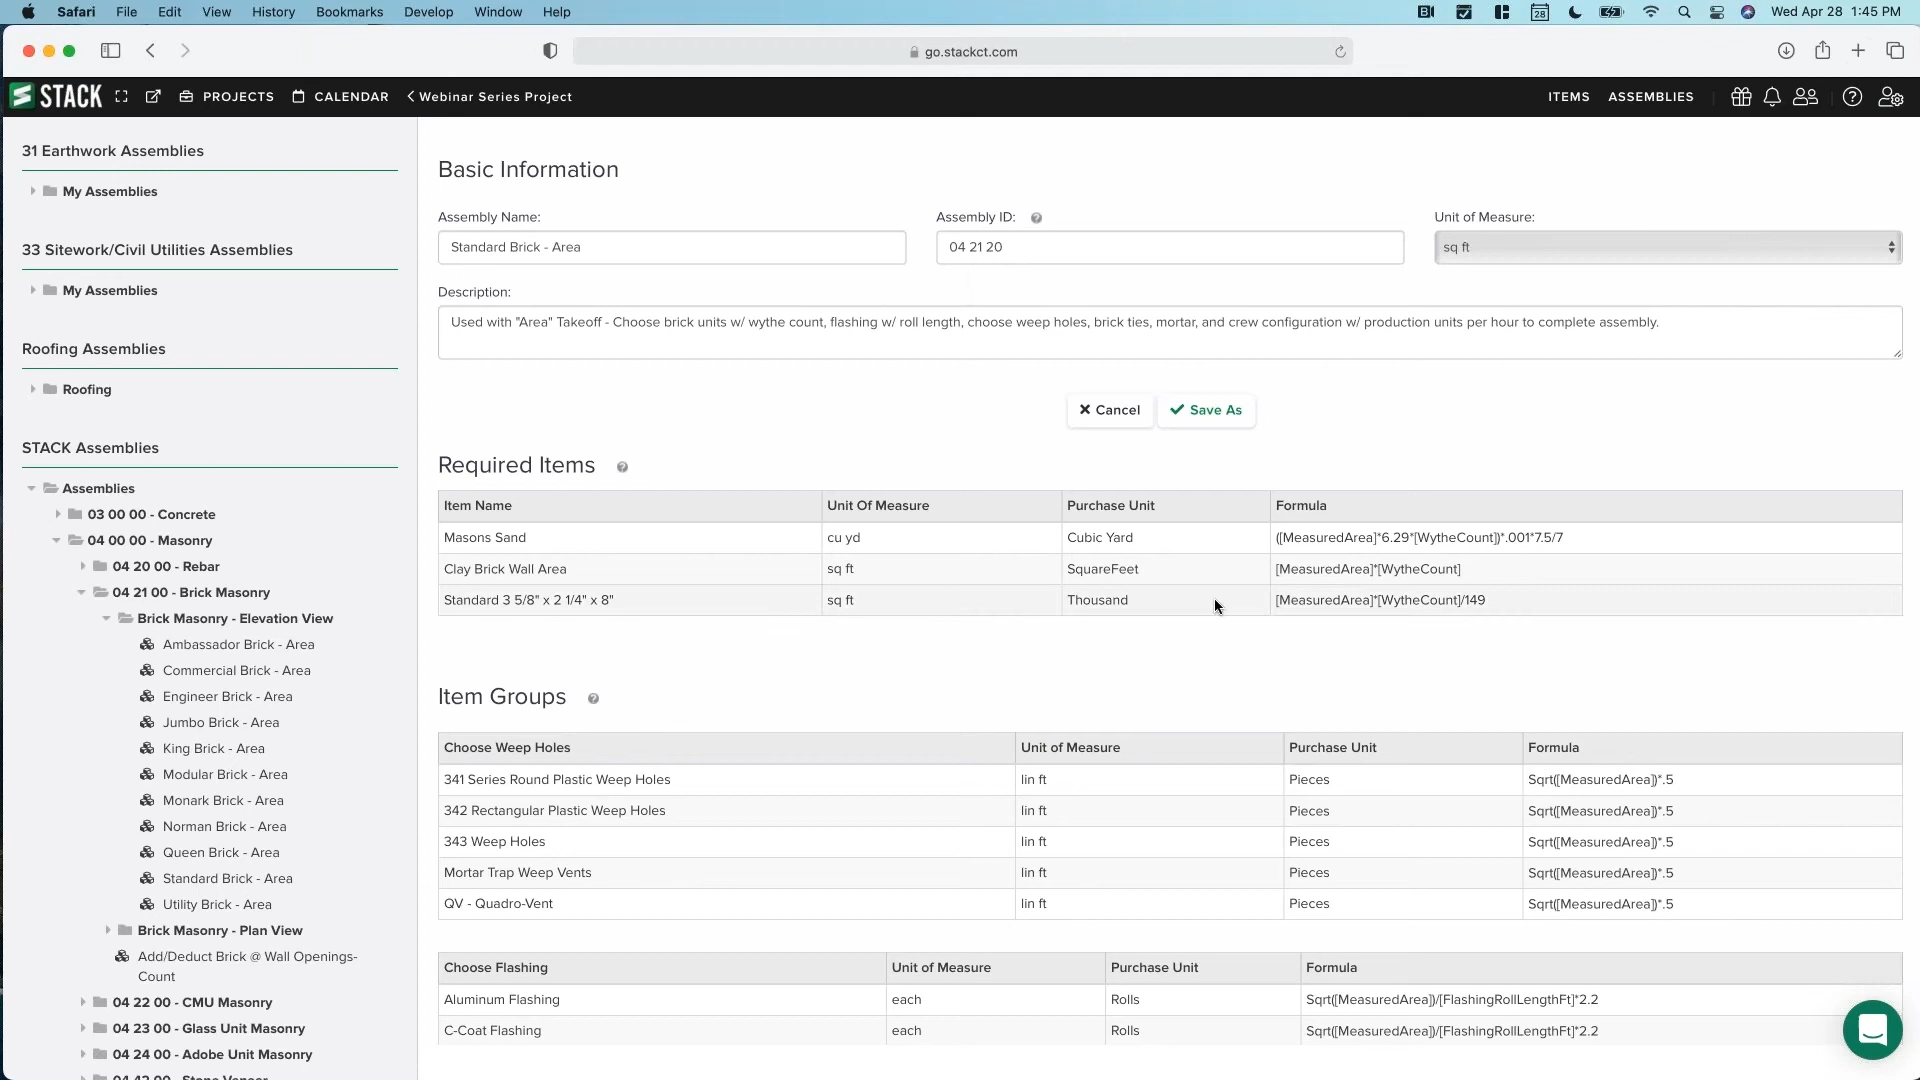 Safari File Edit View History Bookmarks Develop Window Help 28 Wed Apr 28 1:45 PM
go.stackct.com
STACK PROJECTS CALENDAR Webinar Series Project ITEMS ASSEMBLIES
31 Earthwork Assemblies
My Assemblies
33 Sitework/Civil Utilities Assemblies
My Assemblies
Roofing Assemblies
Roofing
STACK Assemblies
Assemblies
03 00 00 - Concrete
04 00 00 - Masonry
04 20 00 - Rebar
04 21 00 - Brick Masonry
Brick Masonry - Elevation View
Ambassador Brick - Area
Commercial Brick - Area
Engineer Brick - Area
Jumbo Brick - Area
King Brick - Area
Modular Brick - Area
Monark Brick - Area
Norman Brick - Area
Queen Brick - Area
Standard Brick - Area
Utility Brick - Area
Brick Masonry - Plan View
Add/Deduct Brick @ Wall Openings-
Count
04 22 00 - CMU Masonry
04 23 00 - Glass Unit Masonry
04 24 00 - Adobe Unit Masonry
04 42 00 - Stone Veneer
Basic Information
Assembly Name: Assembly ID: ? Unit of Measure:
Standard Brick - Area 04 21 20 sq ft
Description:
Used with "Area" Takeoff - Choose brick units w/ wythe count, flashing w/ roll length, choose weep holes, brick ties, mortar, and crew configuration w/ production units per hour to complete assembly.
Cancel Save As
Required Items ?
Item Name Unit Of Measure Purchase Unit Formula
Masons Sand cu yd Cubic Yard ([MeasuredArea]*6.29*[WytheCount])*.001*7.5/7
Clay Brick Wall Area sq ft SquareFeet [MeasuredArea]*[WytheCount]
Standard 3 5/8" x 2 1/4" x 8" sq ft Thousand [MeasuredArea]*[WytheCount]/149
Item Groups ?
Choose Weep Holes Unit of Measure Purchase Unit Formula
341 Series Round Plastic Weep Holes lin ft Pieces Sqrt([MeasuredArea])*.5
342 Rectangular Plastic Weep Holes lin ft Pieces Sqrt([MeasuredArea])*.5
343 Weep Holes lin ft Pieces Sqrt([MeasuredArea])*.5
Mortar Trap Weep Vents lin ft Pieces Sqrt([MeasuredArea])*.5
QV - Quadro-Vent lin ft Pieces Sqrt([MeasuredArea])*.5
Choose Flashing Unit of Measure Purchase Unit Formula
Aluminum Flashing each Rolls Sqrt([MeasuredArea])/[FlashingRollLengthFt]*2.2
C-Coat Flashing each Rolls Sqrt([MeasuredArea])/[FlashingRollLengthFt]*2.2